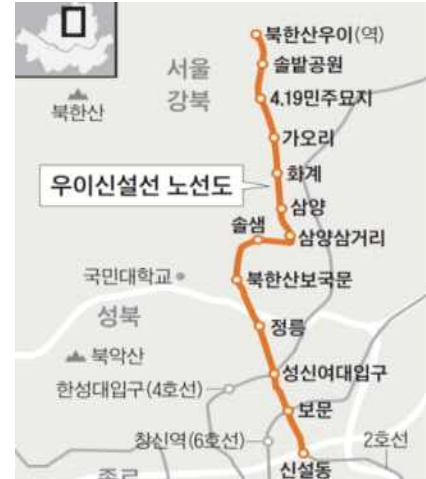 북한산우이(역)
솔밭공원
서울
강북
4.19민주묘지
북한산
가오리
화계
우이신설선 노선도
삼양
솔샘
삼양삼거리
국민대학교
북한산보국문
성북
정릉
북악산
성신여대입구
한성대입구(4호선)
보문
창신역(6호선)
2호선
신설동
종로